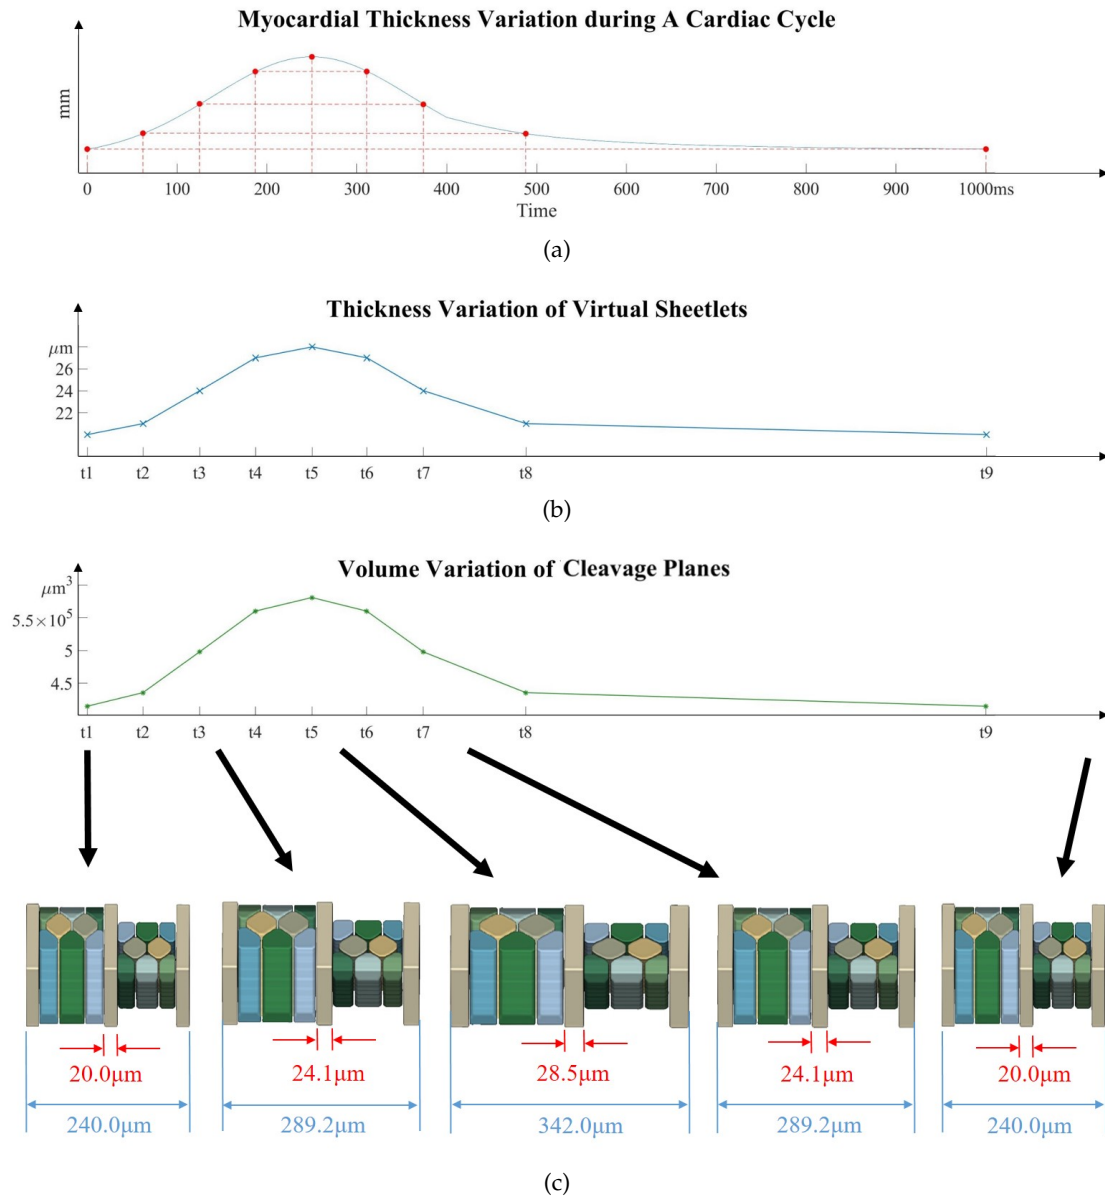 Myocardial Thickness Variation during A Cardiac Cycle
mm
0 100 200 300 400 500 600 700 800 900 1000ms
Time
(a)
Thickness Variation of Virtual Sheetlets
μm
26
24
22
t1 t2 t3 t4 t5 t6 t7 t8 t9
(b)
Volume Variation of Cleavage Planes
μm³
5.5×10⁵
5
4.5
t1 t2 t3 t4 t5 t6 t7 t8 t9
20.0μm 24.1μm 28.5μm 24.1μm 20.0μm
240.0μm 289.2μm 342.0μm 289.2μm 240.0μm
(c)